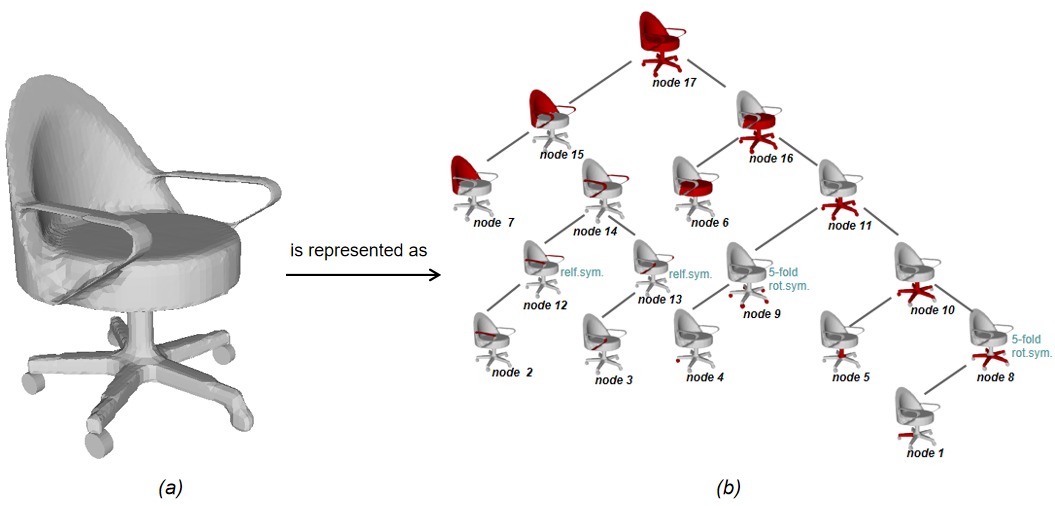 node 17
node 15
node 16
node 7
node 14
node 6
node 11
is represented as
relf.sym.
relf.sym.
5-fold
rot.sym.
node 12
node 13
node 9
node 10
5-fold
rot.sym.
node 2
node 3
node 4
node 5
node 8
node 1
(a)
(b)